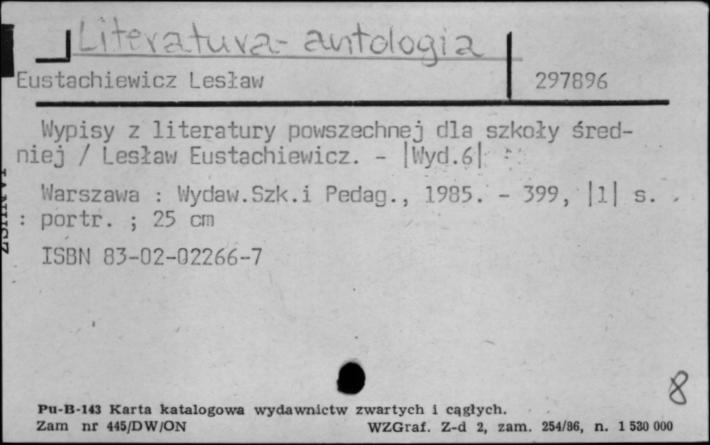 Literatura - antologia
Eustachiewicz Lesław 297896
Wypisy z literatury powszechnej dla szkoły śred-
niej / Lesław Eustachiewicz. - |Wyd.6|
Warszawa : Wydaw.Szk.i Pedag., 1985. - 399, |1| s.
: portr. ; 25 cm
ISBN 83-02-02266-7
8
Pu-B-143 Karta katalogowa wydawnictw zwartych i cągłych.
Zam nr 445/DW/ON WZGraf. Z-d 2, zam. 254/86, n. 1 530 000